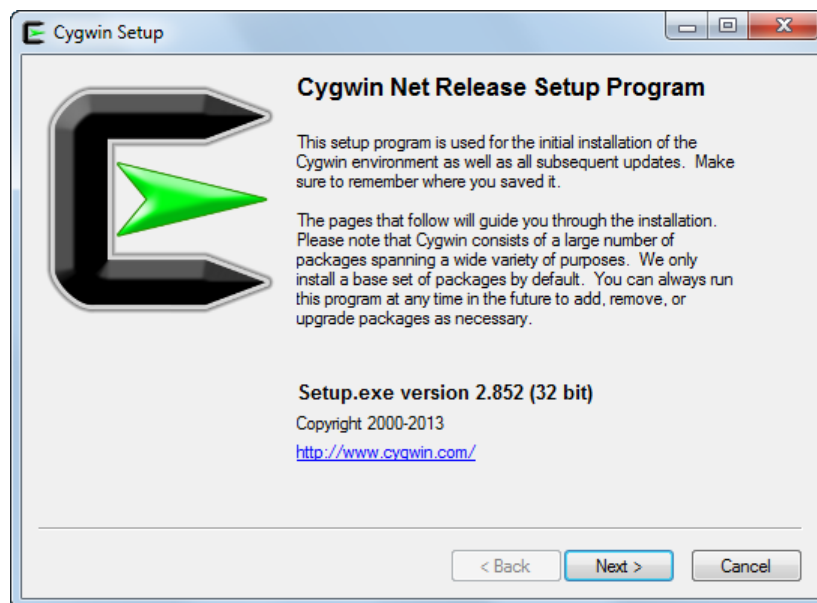 Cygwin Setup
Cygwin Net Release Setup Program
This setup program is used for the initial installation of the
Cygwin environment as well as all subsequent updates.  Make
sure to remember where you saved it.
The pages that follow will guide you through the installation.
Please note that Cygwin consists of a large number of
packages spanning a wide variety of purposes.  We only
install a base set of packages by default.  You can always run
this program at any time in the future to add, remove, or
upgrade packages as necessary.
Setup.exe version 2.852 (32 bit)
Copyright 2000-2013
http://www.cygwin.com/
< Back
Next >
Cancel